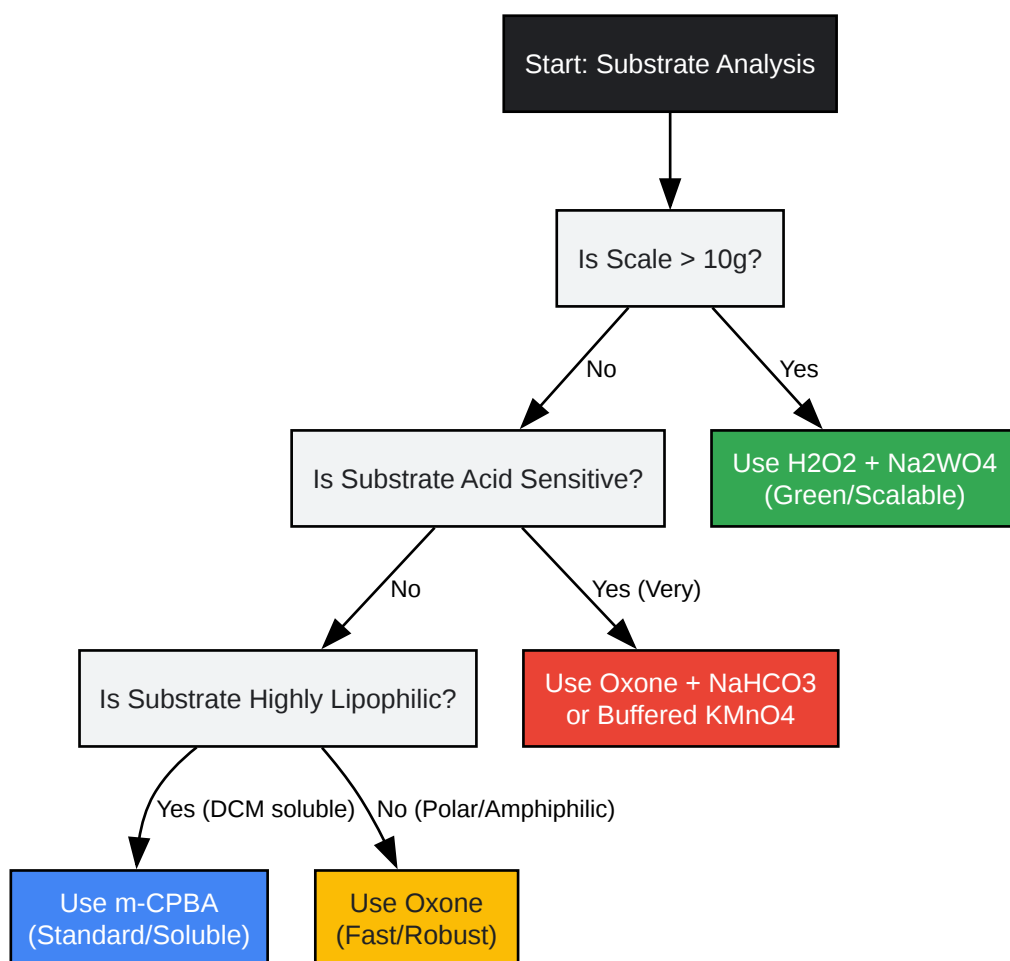 Start: Substrate Analysis
Is Scale > 10g?
No
Yes
Is Substrate Acid Sensitive?
Use H2O2 + Na2WO4
(Green/Scalable)
No
Yes (Very)
Is Substrate Highly Lipophilic?
Use Oxone + NaHCO3
or Buffered KMnO4
Yes (DCM soluble)
No (Polar/Amphiphilic)
Use m-CPBA
(Standard/Soluble)
Use Oxone
(Fast/Robust)